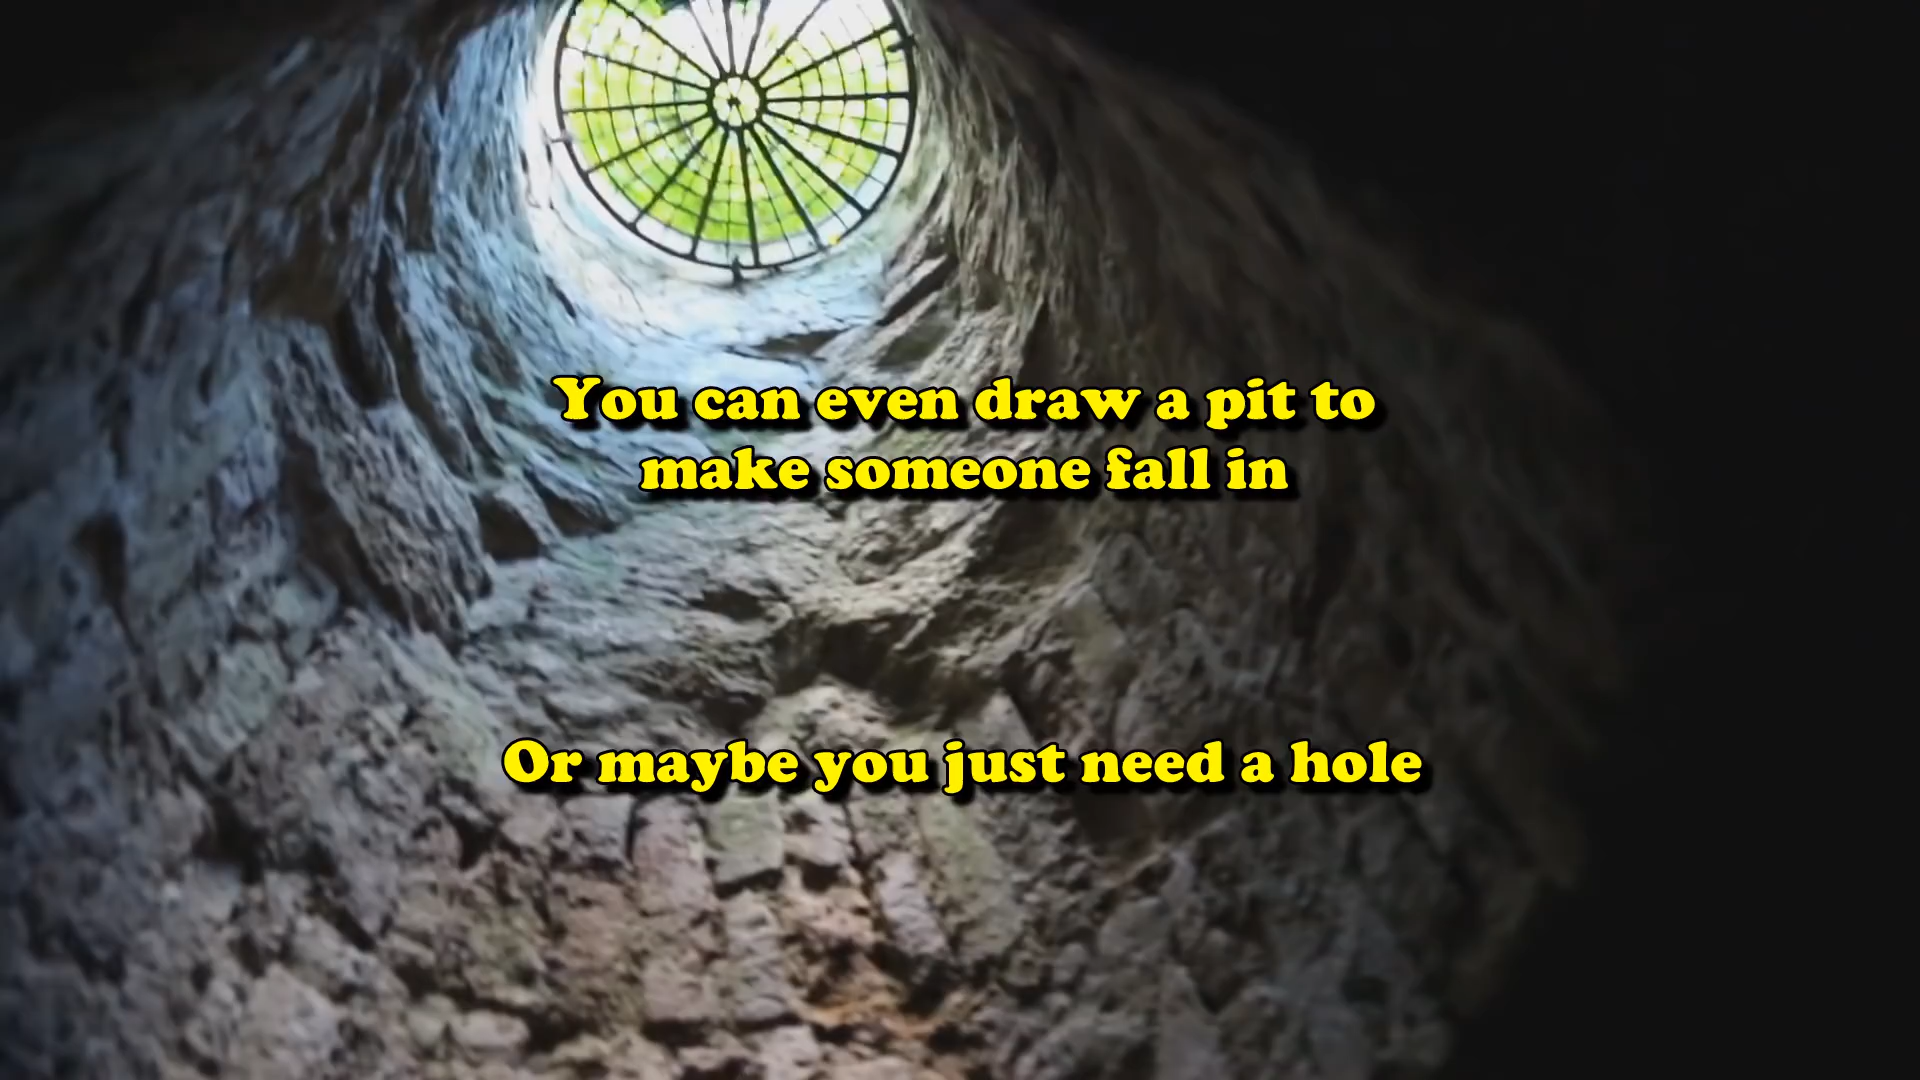 You can even draw a pit to
make someone fall in
Or maybe you just need a hole